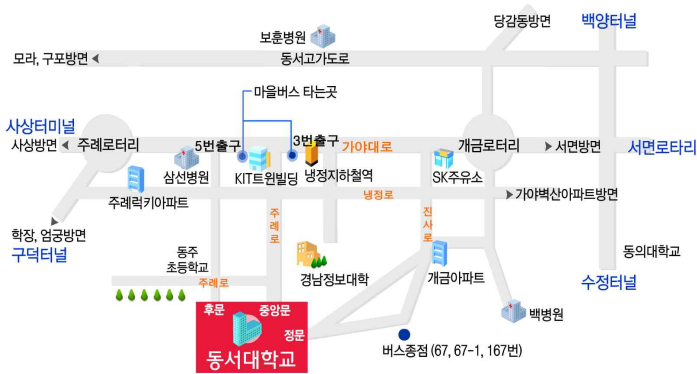 당감동방면
백양터널
보훈병원
모라, 구포방면
동서고가도로
마을버스 타는곳
사상터미널
사상방면
주례로터리
5번출구
3번출구
가야대로
개금로터리
서면방면
서면로타리
삼선병원
KIT트윈빌딩
냉정지하철역
SK주유소
주례럭키아파트
냉정로
가야벽산아파트방면
주례로
진사로
학장, 엄궁방면
구덕터널
동주
초등학교
경남정보대학
개금아파트
동의대학교
수정터널
주례로
후문
중앙문
정문
동서대학교
백병원
버스종점 (67, 67-1, 167번)